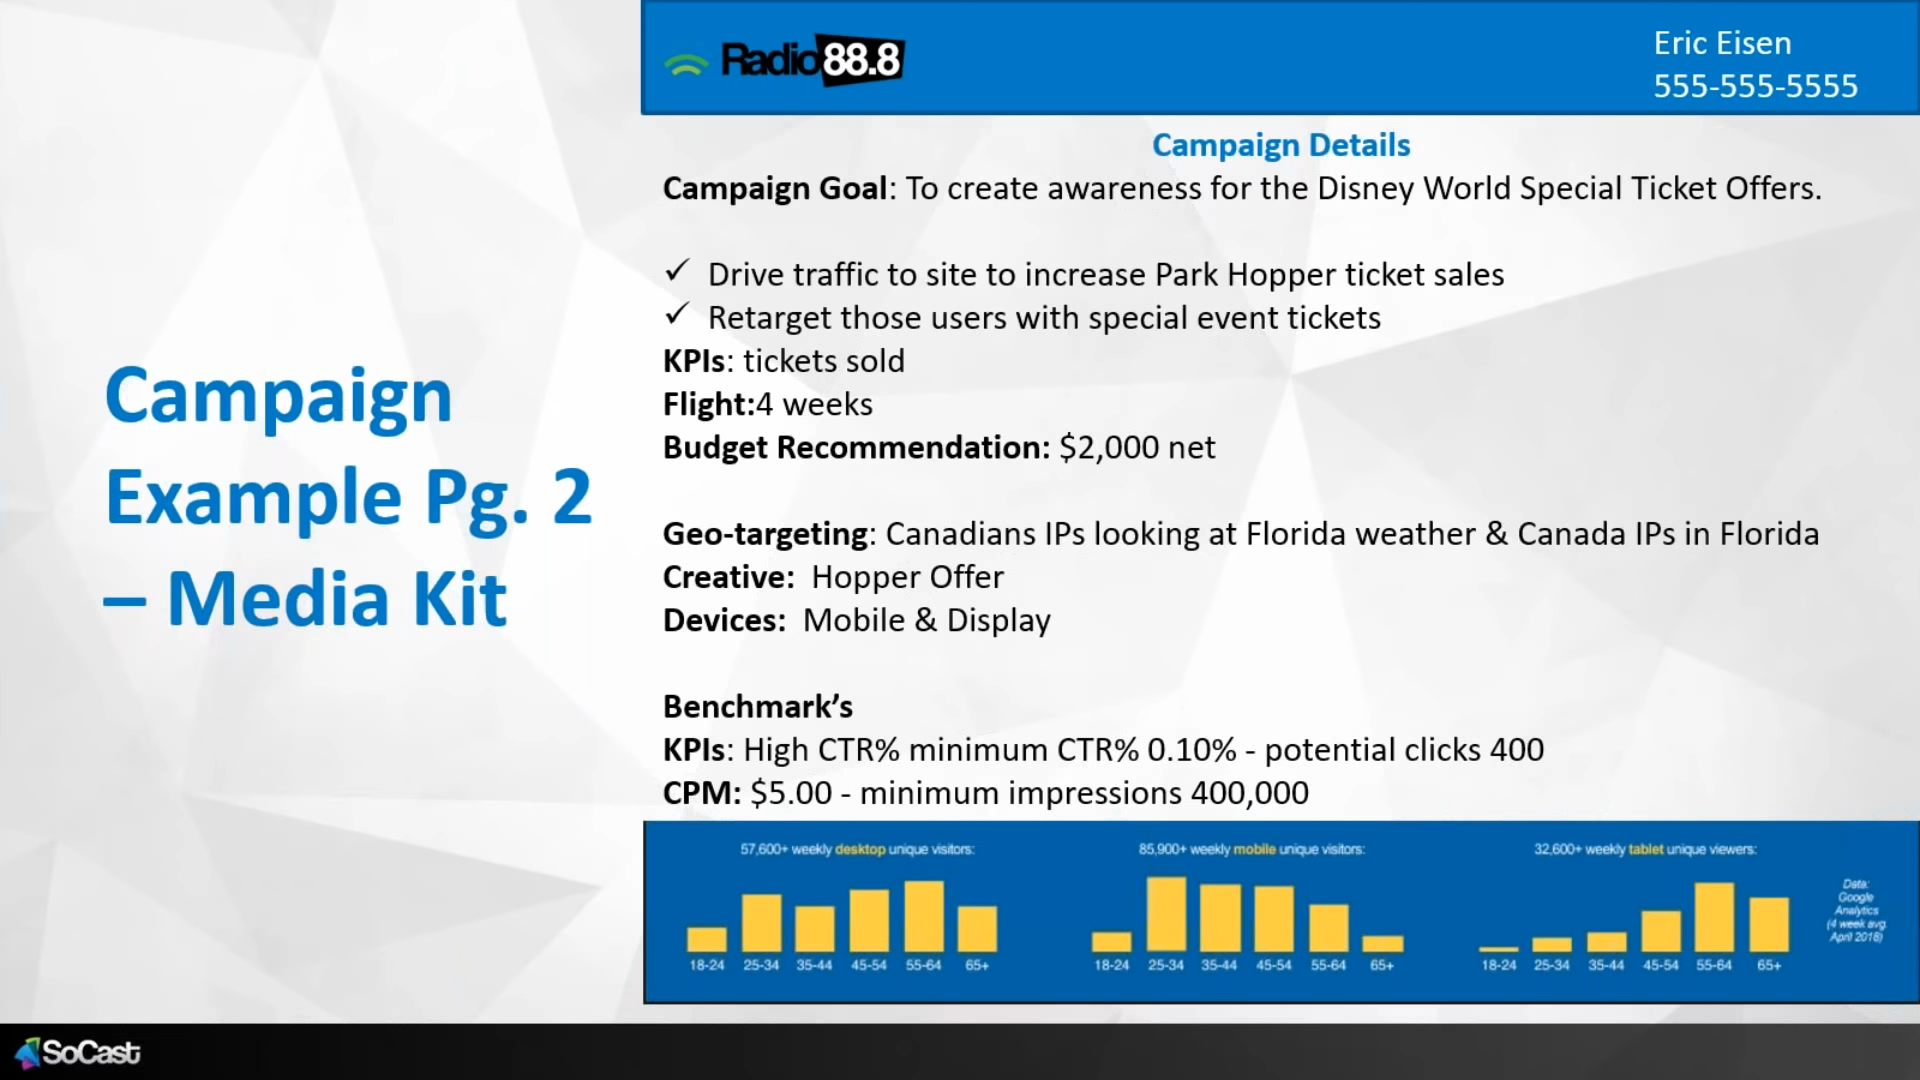 Radio 88.8
Eric Eisen
555-555-5555
Campaign
Example Pg. 2
– Media Kit
Campaign Details
Campaign Goal: To create awareness for the Disney World Special Ticket Offers.
✓ Drive traffic to site to increase Park Hopper ticket sales
✓ Retarget those users with special event tickets
KPIs: tickets sold
Flight:4 weeks
Budget Recommendation: $2,000 net
Geo-targeting: Canadians IPs looking at Florida weather & Canada IPs in Florida
Creative: Hopper Offer
Devices: Mobile & Display
Benchmark’s
KPIs: High CTR% minimum CTR% 0.10% - potential clicks 400
CPM: $5.00 - minimum impressions 400,000
57,600+ weekly desktop unique visitors:
18-24 25-34 35-44 45-54 55-64 65+
85,900+ weekly mobile unique visitors:
18-24 25-34 35-44 45-54 55-64 65+
32,600+ weekly tablet unique viewers:
18-24 25-34 35-44 45-54 55-64 65+
Data:
Google
Analytics
(4 week avg.
April 2018)
SoCast